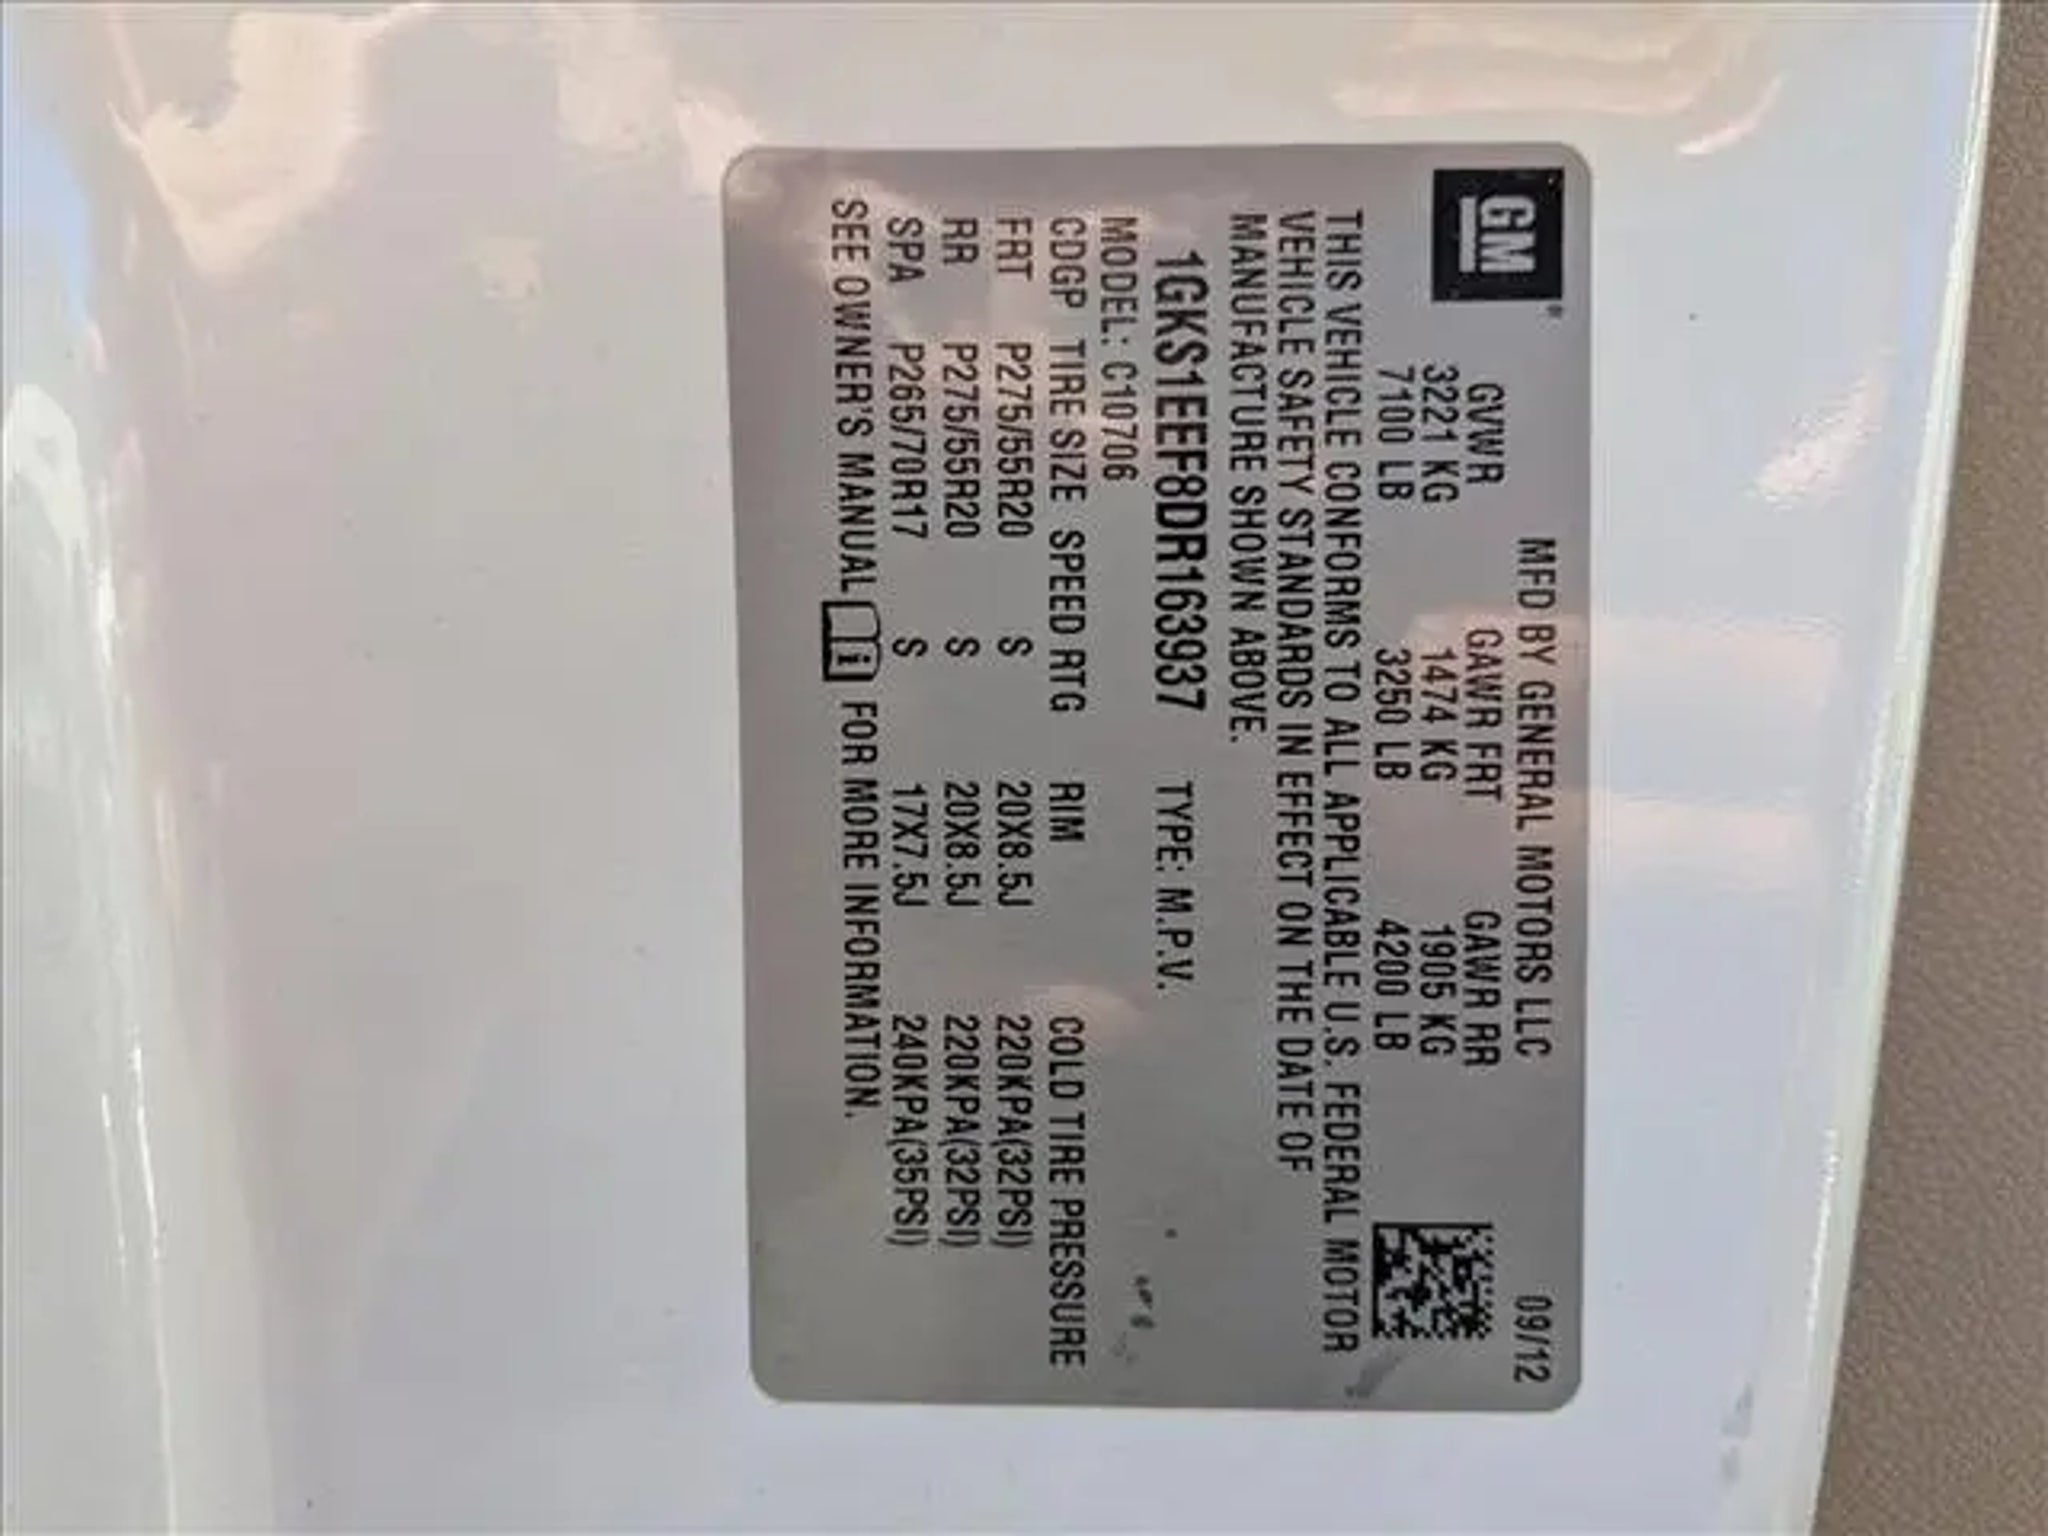 GM
MFD BY GENERAL MOTORS LLC 09/12
GVWR GAWR FRT GAWR RR
3221 KG 1474 KG 1905 KG
7100 LB 3250 LB 4200 LB
THIS VEHICLE CONFORMS TO ALL APPLICABLE U.S. FEDERAL MOTOR
VEHICLE SAFETY STANDARDS IN EFFECT ON THE DATE OF
MANUFACTURE SHOWN ABOVE.
1GKS1EEF8DR163937 TYPE: M.P.V.
MODEL: C10706
CDGP TIRE SIZE SPEED RTG RIM COLD TIRE PRESSURE
FRT P275/55R20 S 20X8.5J 220KPA(32PSI)
RR P275/55R20 S 20X8.5J 220KPA(32PSI)
SPA P265/70R17 S 17X7.5J 240KPA(35PSI)
SEE OWNER'S MANUAL i FOR MORE INFORMATION.